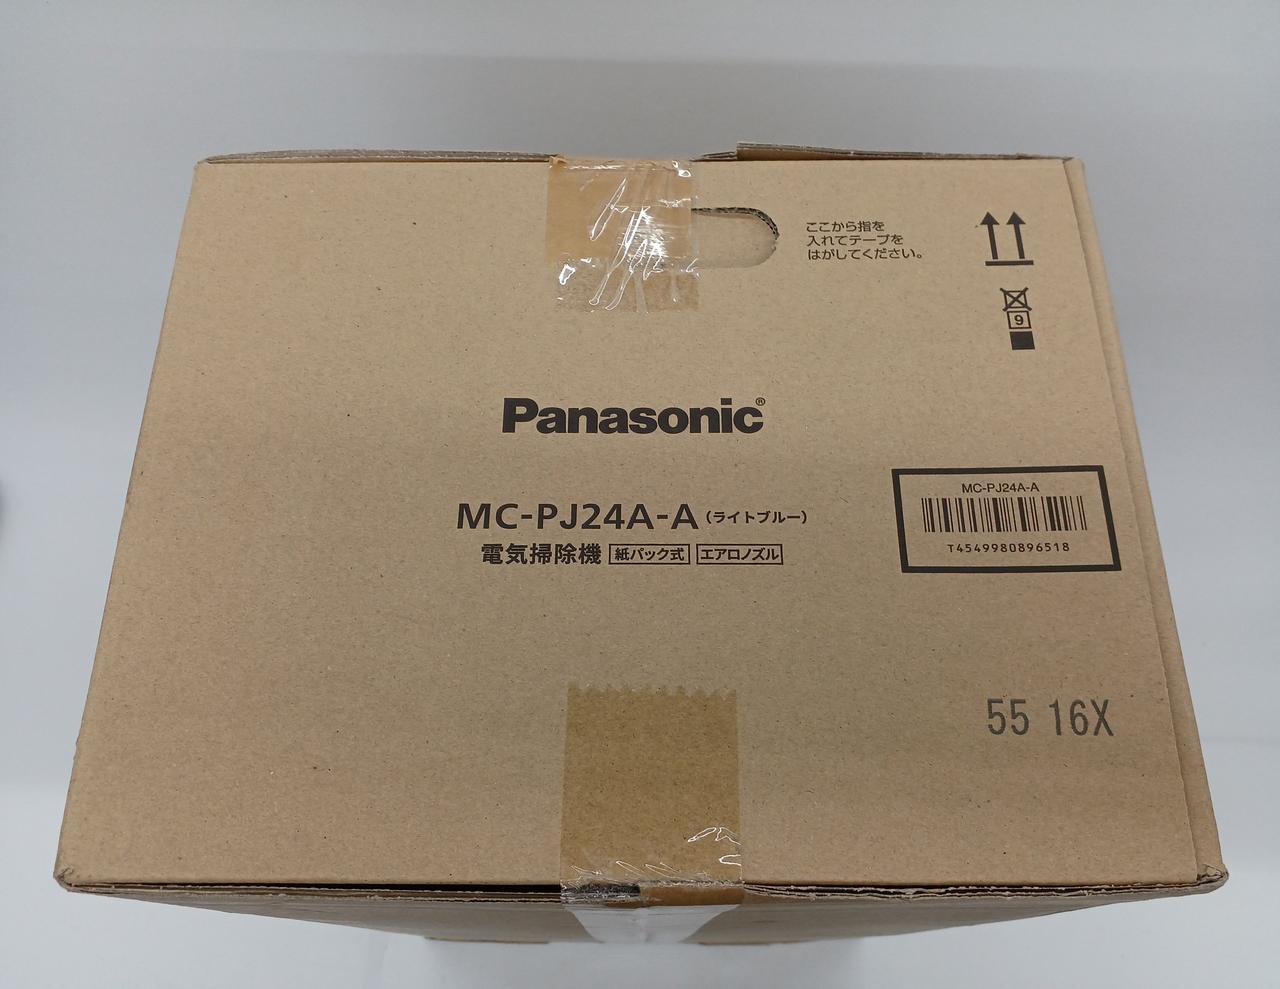 ここから指を
入れてテープを
はがしてください。
9
Panasonic®
MC-PJ24A-A（ライトブルー）
電気掃除機 紙パック式 エアロノズル
MC-PJ24A-A
T4549980896518
55 16X